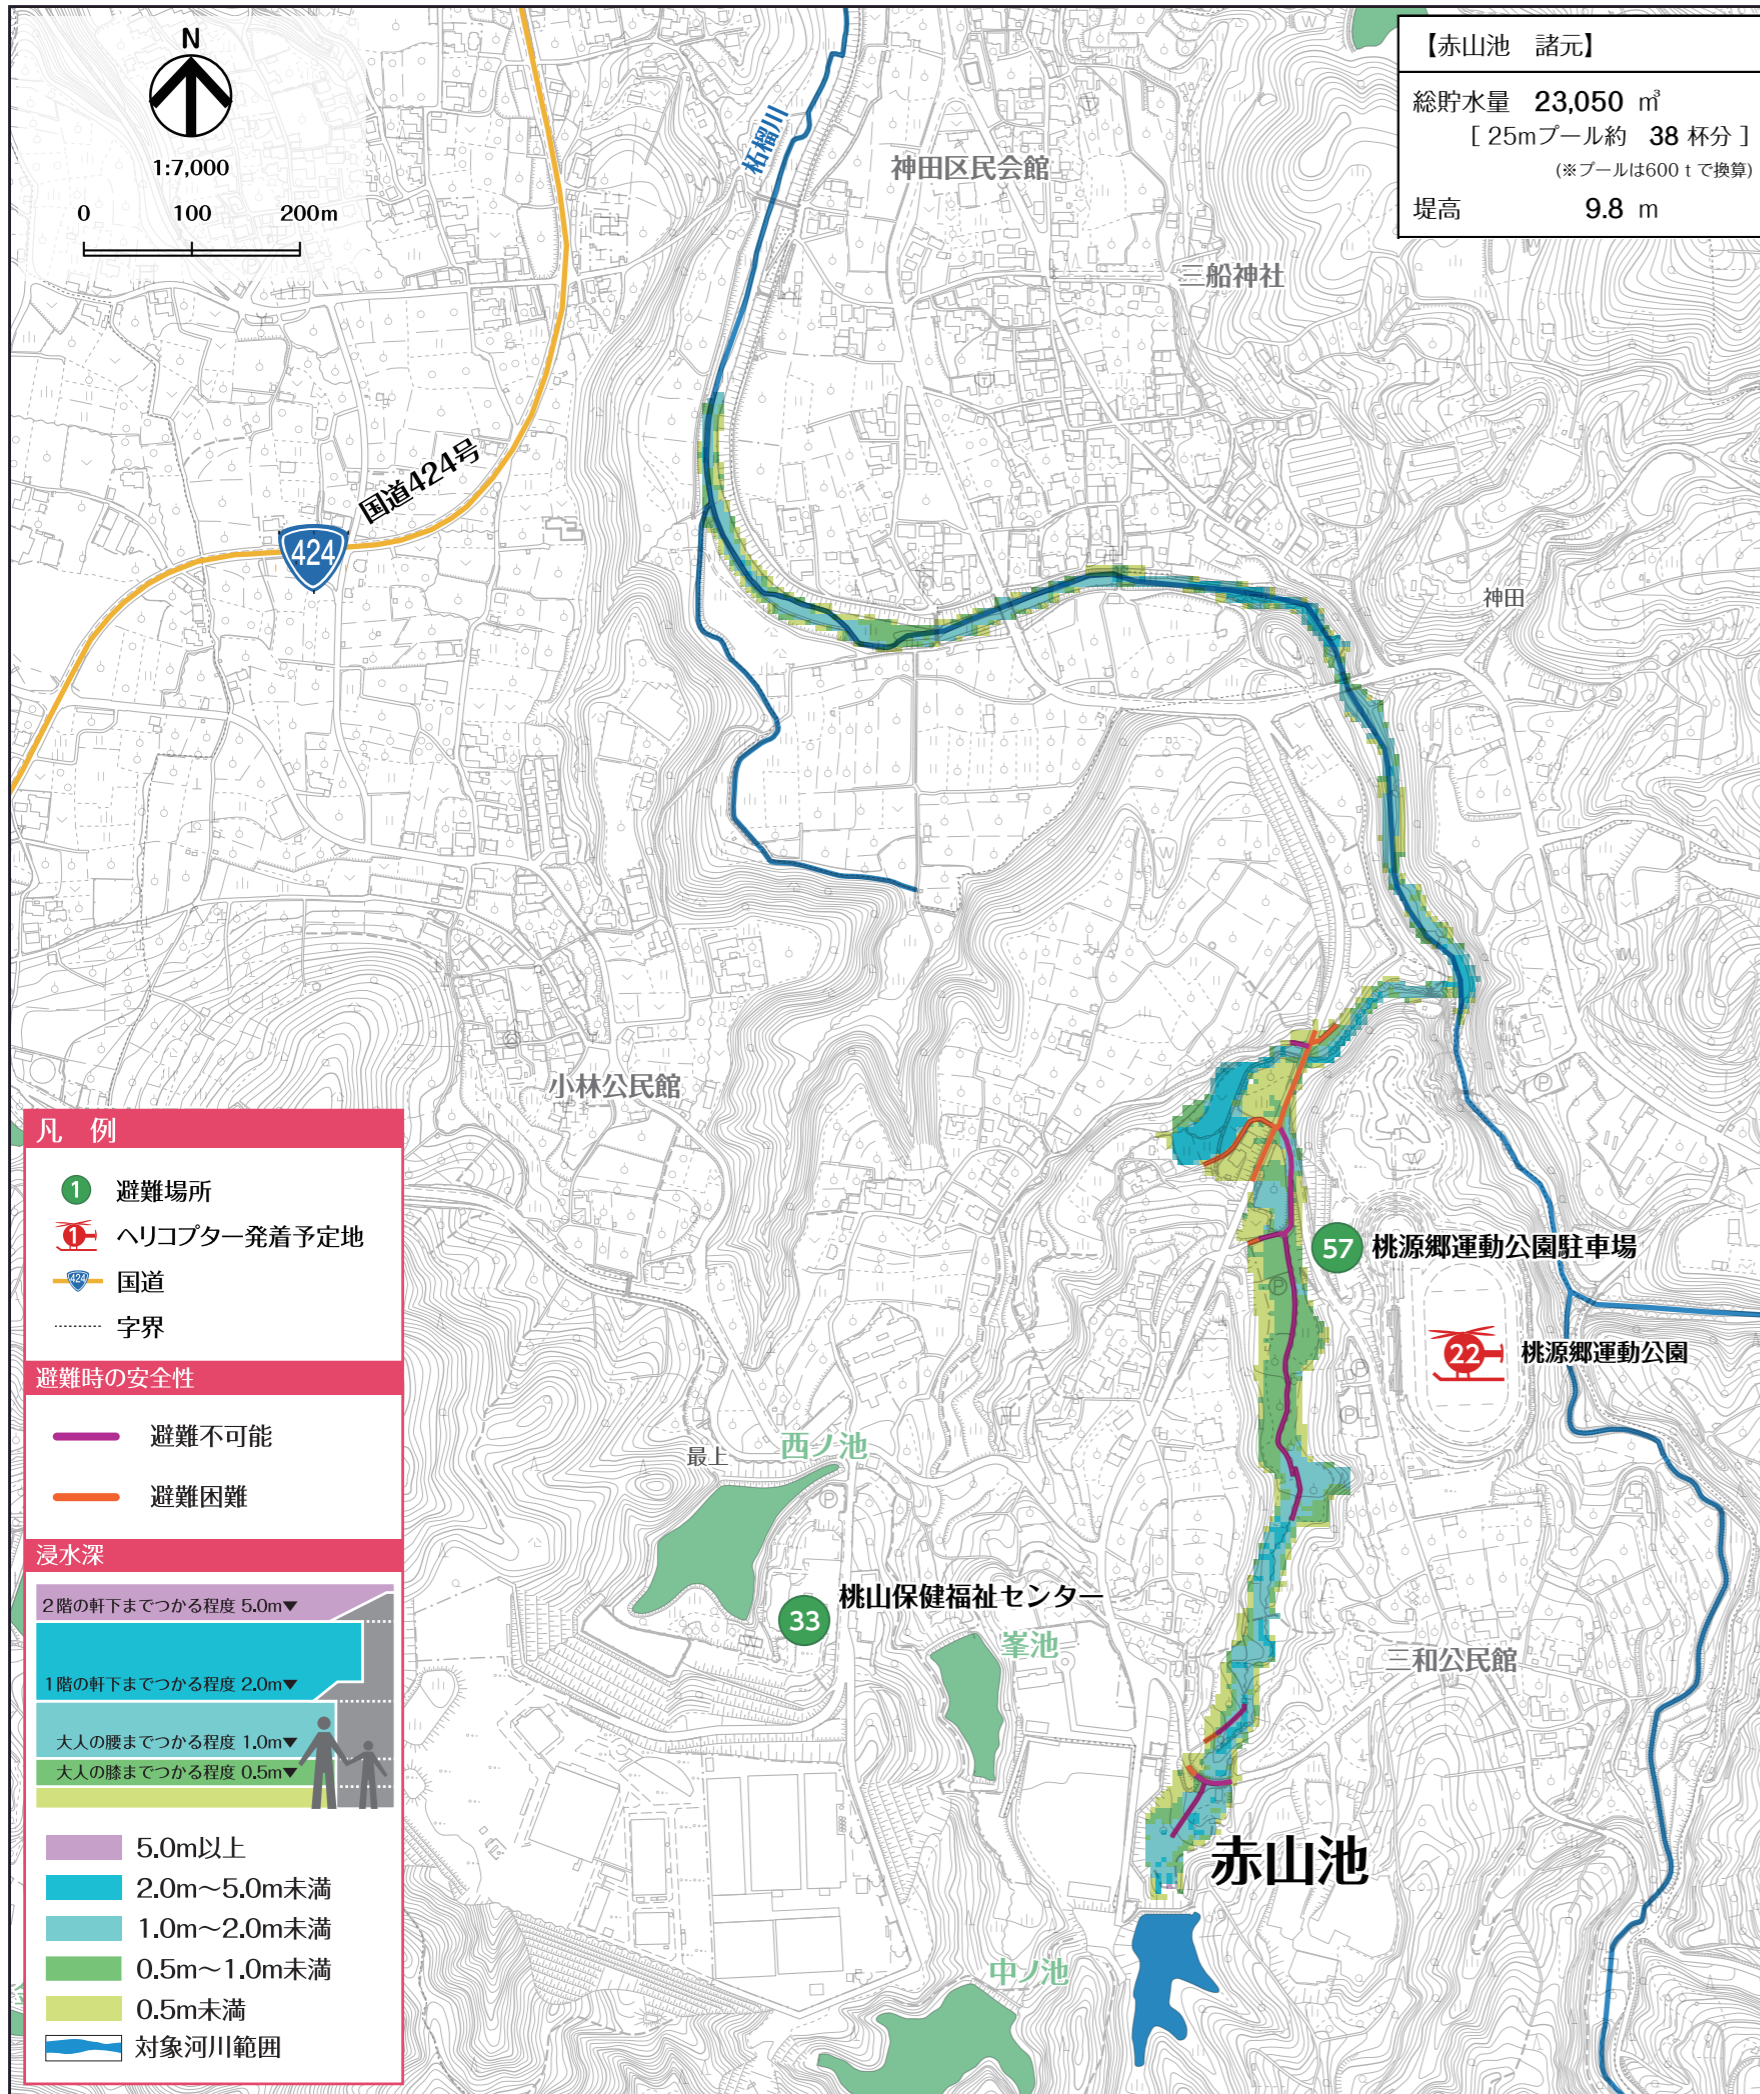 N
1:7,000
0 100 200m
【赤山池 諸元】
総貯水量 23,050 ㎥
[ 25mプール約 38 杯分 ]
(※プールは600 t で換算)
堤高 9.8 m
柘榴川
神田区民会館
三船神社
国道424号
424
神田
小林公民館
57 桃源郷運動公園駐車場
22 桃源郷運動公園
最上
西ノ池
33 桃山保健福祉センター
峯池
三和公民館
赤山池
中ノ池
凡 例
1 避難場所
1 ヘリコプター発着予定地
424 国道
字界
避難時の安全性
避難不可能
避難困難
浸水深
2階の軒下までつかる程度 5.0m▼
1階の軒下までつかる程度 2.0m▼
大人の腰までつかる程度 1.0m▼
大人の膝までつかる程度 0.5m▼
5.0m以上
2.0m～5.0m未満
1.0m～2.0m未満
0.5m～1.0m未満
0.5m未満
対象河川範囲